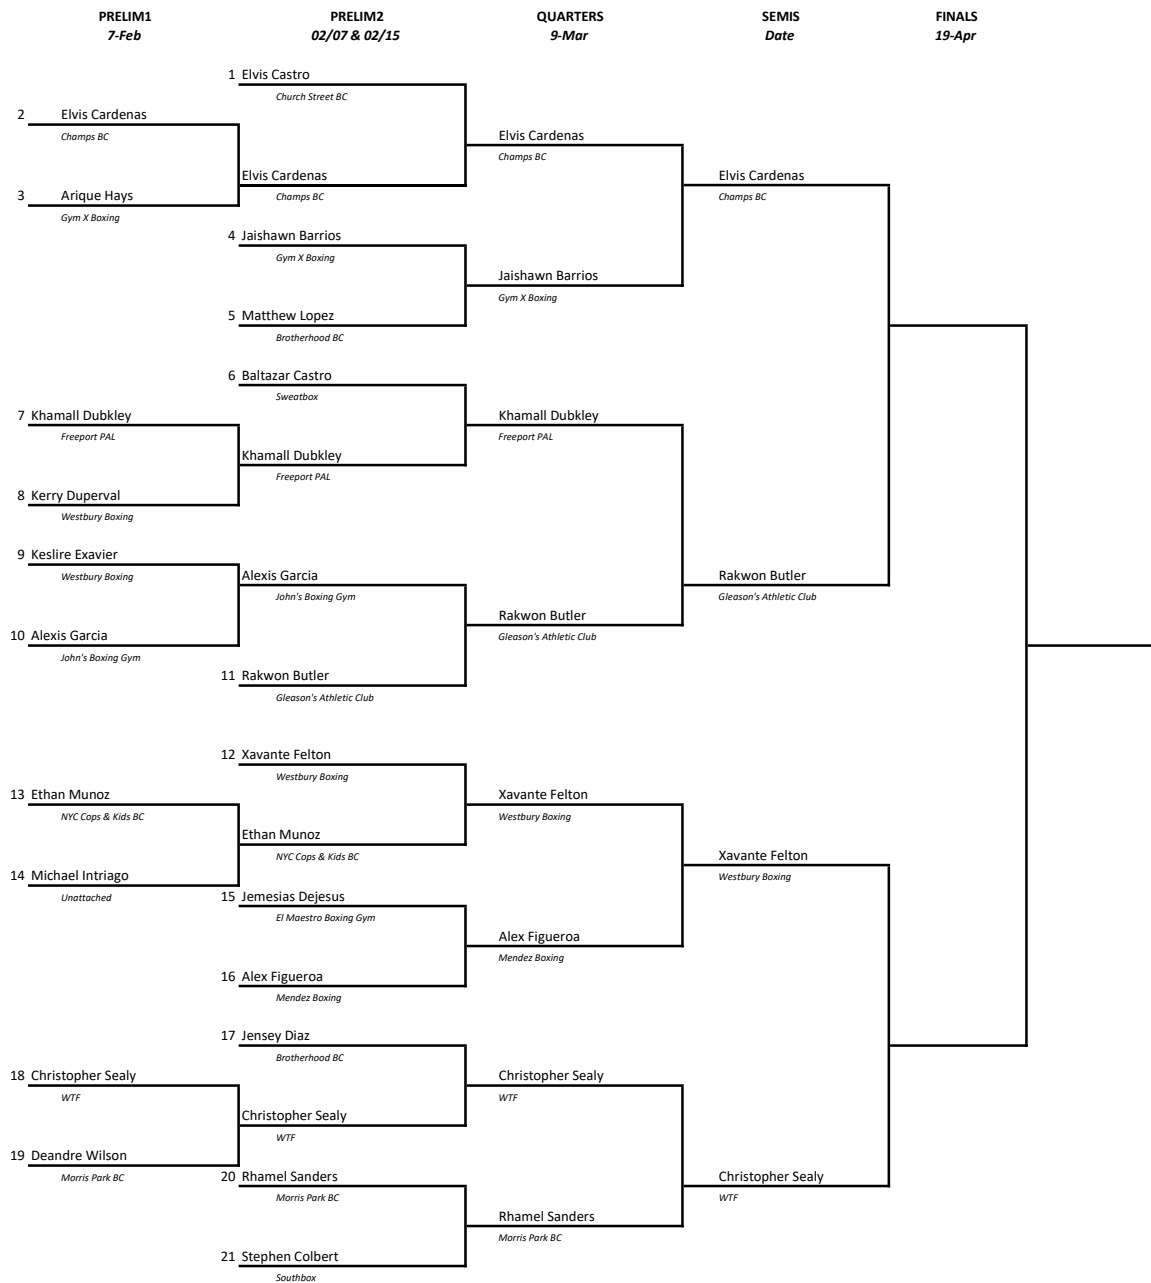 PRELIM1 PRELIM2 QUARTERS SEMIS FINALS
7-Feb 02/07 & 02/15 9-Mar Date 19-Apr
1 Elvis Castro
Church Street BC
2 Elvis Cardenas
Champs BC
Elvis Cardenas
Champs BC
Elvis Cardenas
Champs BC
Elvis Cardenas
Champs BC
3 Arique Hays
Gym X Boxing
4 Jaishawn Barrios
Gym X Boxing
Jaishawn Barrios
Gym X Boxing
5 Matthew Lopez
Brotherhood BC
6 Baltazar Castro
Sweatbox
7 Khamall Dubkley
Freeport PAL
Khamall Dubkley
Freeport PAL
Khamall Dubkley
Freeport PAL
8 Kerry Duperval
Westbury Boxing
9 Keslire Exavier
Westbury Boxing
Alexis Garcia
John's Boxing Gym
Rakwon Butler
Gleason's Athletic Club
Rakwon Butler
Gleason's Athletic Club
10 Alexis Garcia
John's Boxing Gym
11 Rakwon Butler
Gleason's Athletic Club
12 Xavante Felton
Westbury Boxing
13 Ethan Munoz
NYC Cops & Kids BC
Xavante Felton
Westbury Boxing
Ethan Munoz
NYC Cops & Kids BC
Xavante Felton
Westbury Boxing
14 Michael Intriago
Unattached
15 Jemesias Dejesus
El Maestro Boxing Gym
Alex Figueroa
Mendez Boxing
16 Alex Figueroa
Mendez Boxing
17 Jensey Diaz
Brotherhood BC
18 Christopher Sealy
WTF
Christopher Sealy
WTF
Christopher Sealy
WTF
19 Deandre Wilson
Morris Park BC
20 Rhamel Sanders
Morris Park BC
Christopher Sealy
WTF
Rhamel Sanders
Morris Park BC
21 Stephen Colbert
Southbox